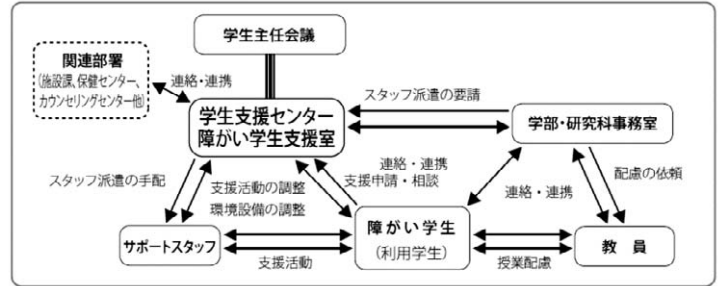 学生主任会議
関連部署
(施設課、保健センター、
カウンセリングセンター他)
連絡・連携
スタッフ派遣の要請
学生支援センター
障がい学生支援室
学部・研究科事務室
スタッフ派遣の手配
支援活動の調整
環境設備の調整
連絡・連携
支援申請・相談
連絡・連携
配慮の依頼
サポートスタッフ
支援活動
障がい学生
(利用学生)
授業配慮
教 員